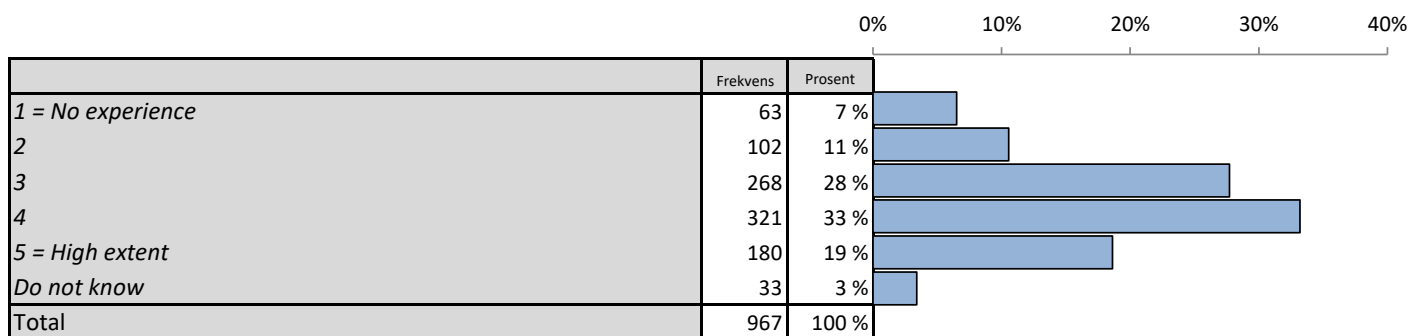 0% 10% 20% 30% 40%
Frekvens Prosent
1 = No experience 63 7 %
2 102 11 %
3 268 28 %
4 321 33 %
5 = High extent 180 19 %
Do not know 33 3 %
Total 967 100 %